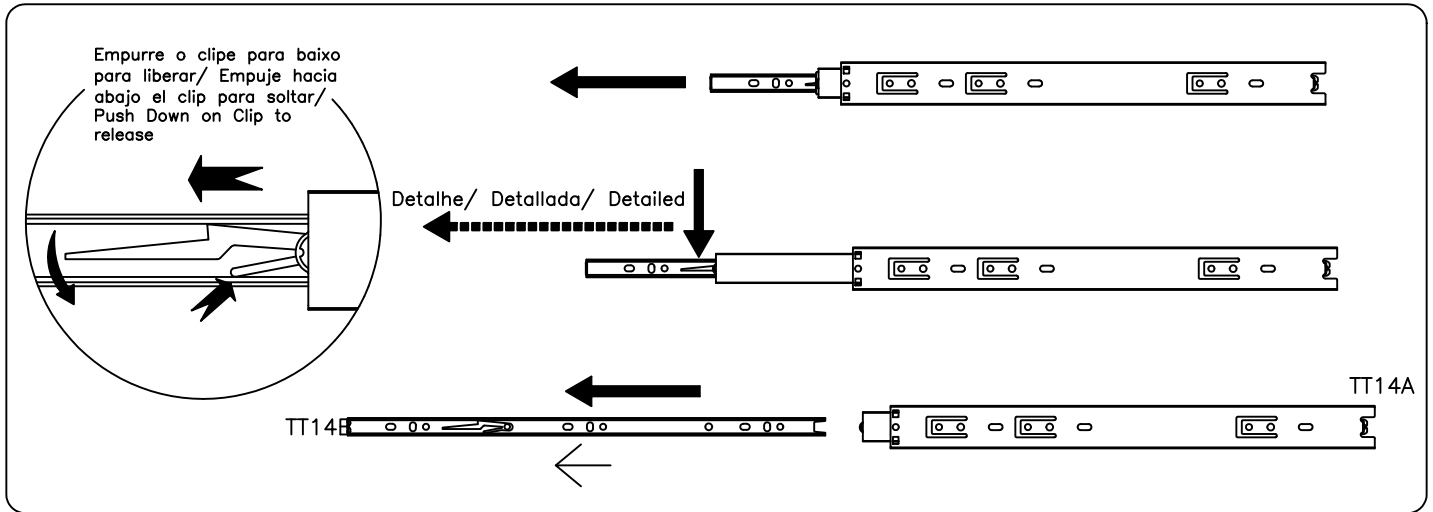 Empurre o clipe para baixo
para liberar/ Empuje hacia
abajo el clip para soltar/
Push Down on Clip to
release
Detalhe/ Detallada/ Detailed
TT14A
TT14B